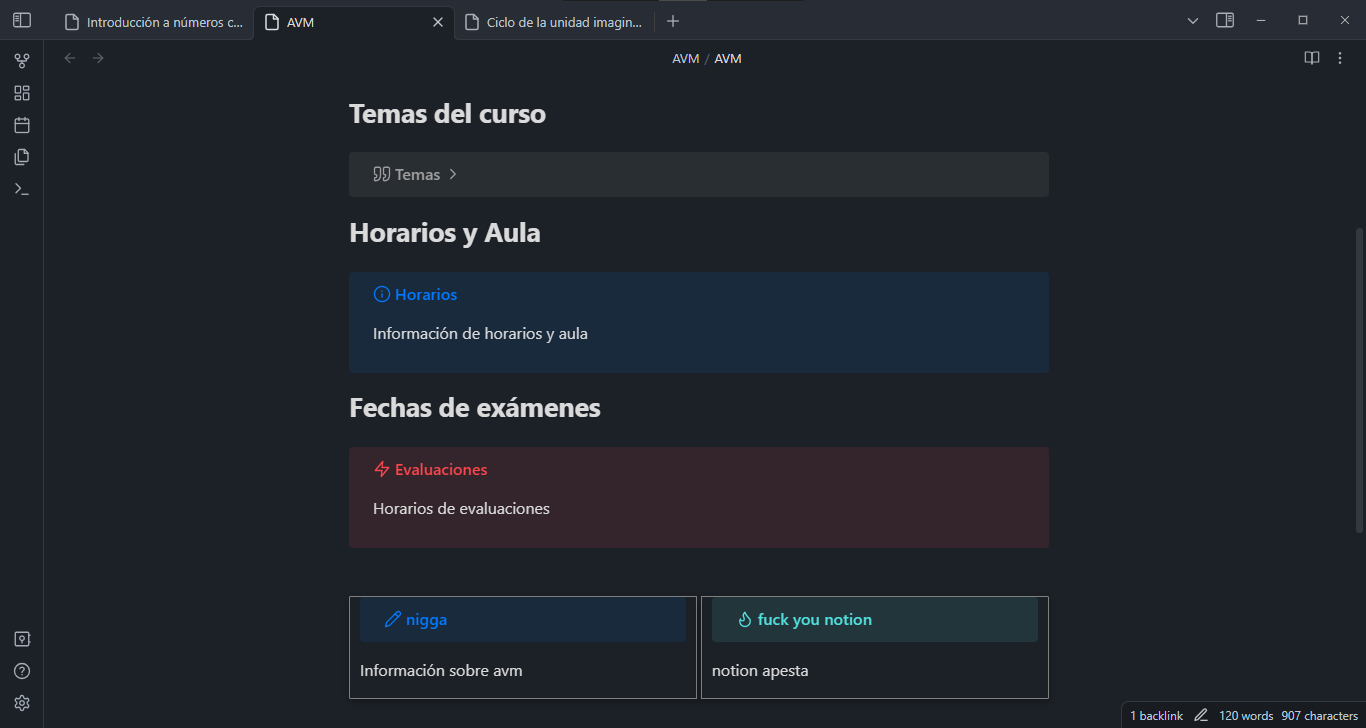 Introducción a números c...
AVM
Ciclo de la unidad imagin...
AVM / AVM
Temas del curso
Temas
Horarios y Aula
Horarios
Información de horarios y aula
Fechas de exámenes
Evaluaciones
Horarios de evaluaciones
nigga
Información sobre avm
fuck you notion
notion apesta
1 backlink
120 words
907 characters